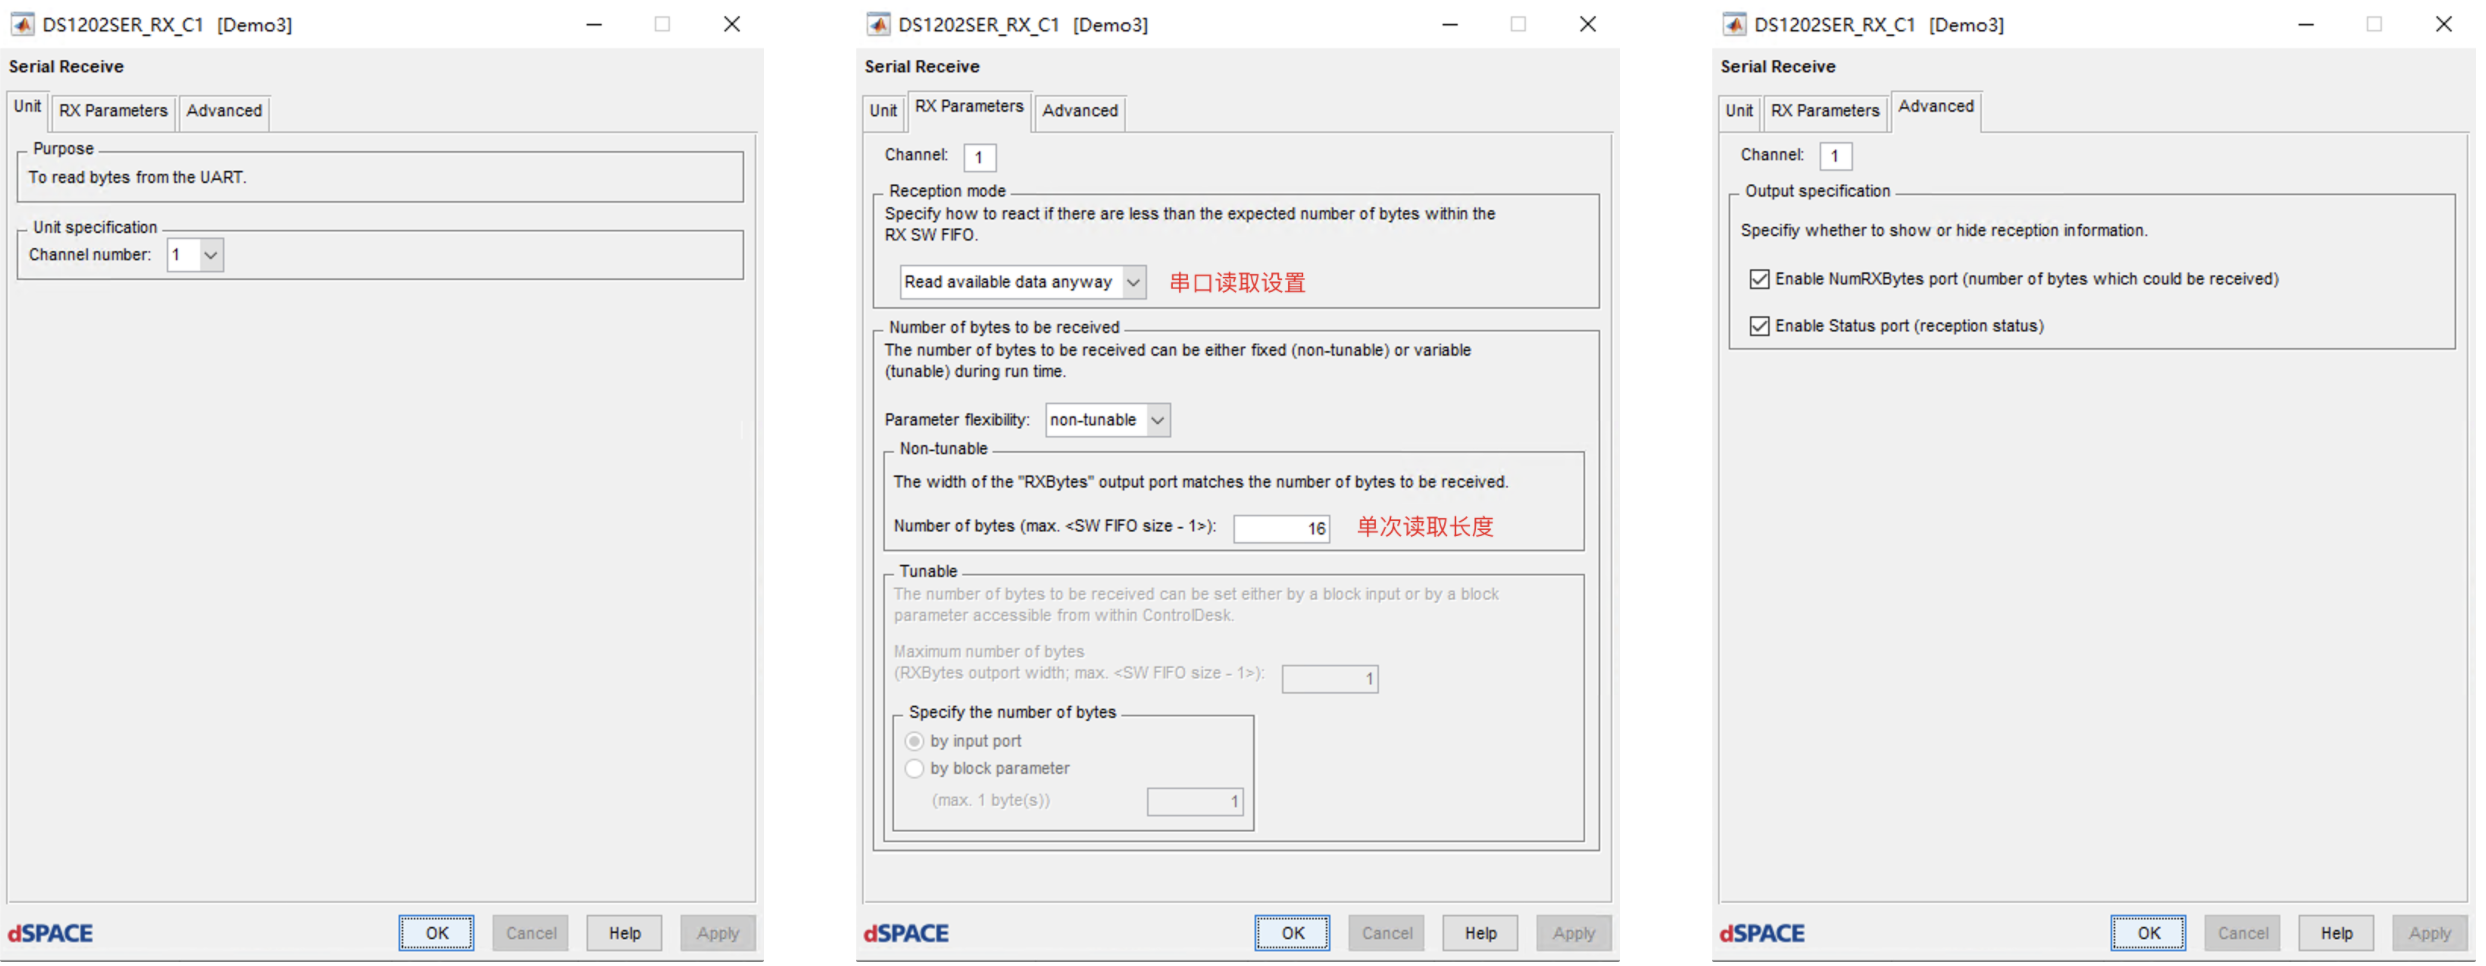 DS1202SER_RX_C1 [Demo3]
Serial Receive
Unit
RX Parameters
Advanced
Purpose
To read bytes from the UART.
Unit specification
Channel number: 1
dSPACE
OK
Cancel
Help
Apply
DS1202SER_RX_C1 [Demo3]
Serial Receive
Unit
RX Parameters
Advanced
Channel: 1
Reception mode
Specify how to react if there are less than the expected number of bytes within the
RX SW FIFO.
Read available data anyway 串口读取设置
Number of bytes to be received
The number of bytes to be received can be either fixed (non-tunable) or variable
(tunable) during run time.
Parameter flexibility: non-tunable
Non-tunable
The width of the "RXBytes" output port matches the number of bytes to be received.
Number of bytes (max. <SW FIFO size - 1>): 16 单次读取长度
Tunable
The number of bytes to be received can be set either by a block input or by a block
parameter accessible from within ControlDesk.
Maximum number of bytes
(RXBytes outport width; max. <SW FIFO size - 1>): 1
Specify the number of bytes
by input port
by block parameter
(max. 1 byte(s)) 1
dSPACE
OK
Cancel
Help
Apply
DS1202SER_RX_C1 [Demo3]
Serial Receive
Unit
RX Parameters
Advanced
Channel: 1
Output specification
Specifiy whether to show or hide reception information.
Enable NumRXBytes port (number of bytes which could be received)
Enable Status port (reception status)
dSPACE
OK
Cancel
Help
Apply